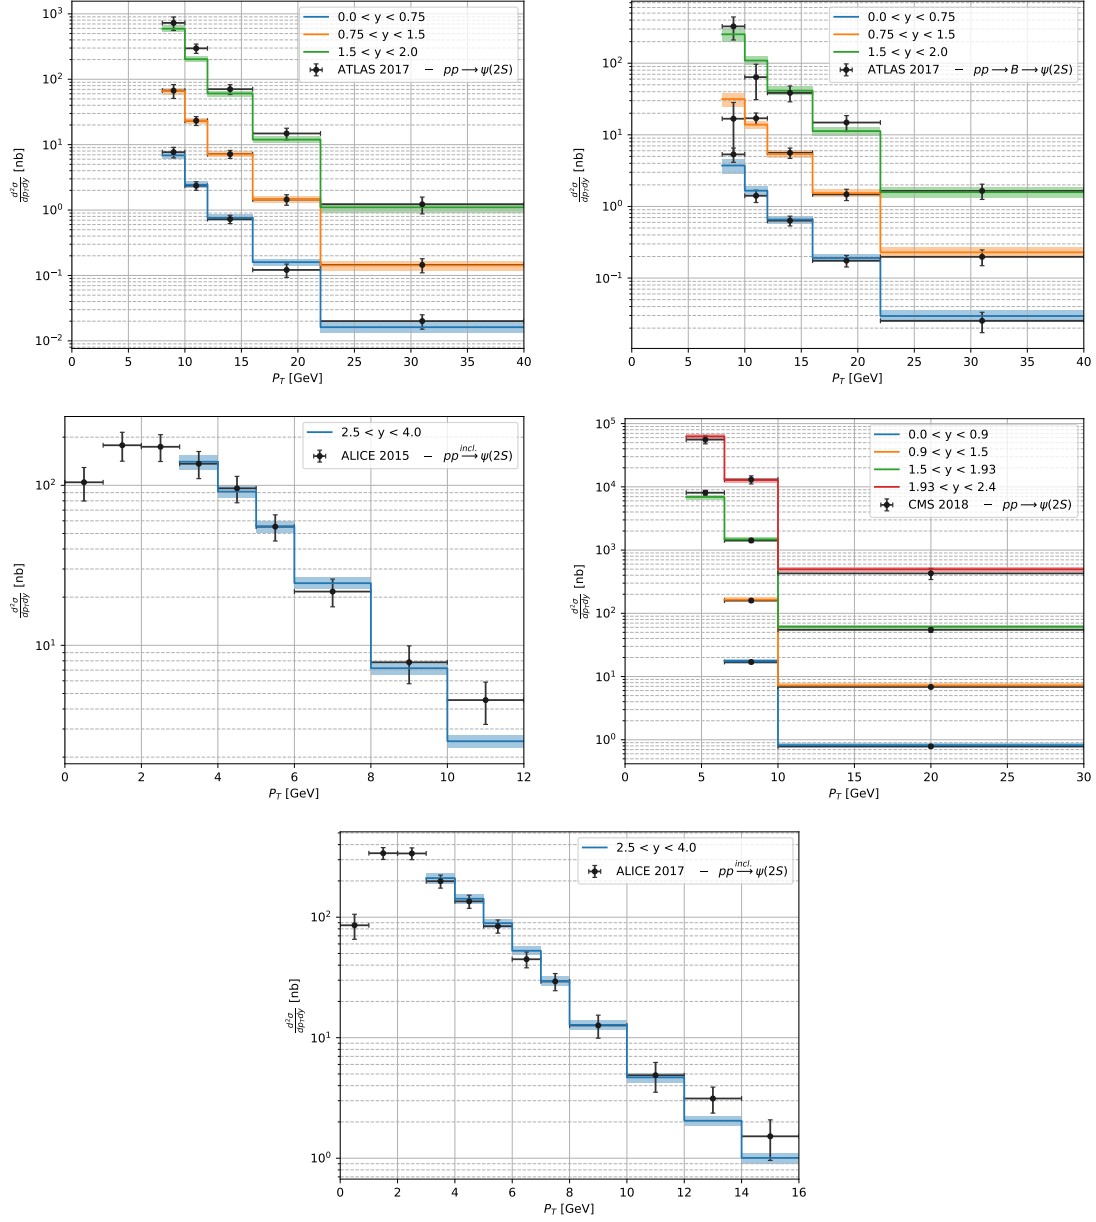 10³
10²
10¹
10⁰
10⁻¹
10⁻²
d²σ/dp_T dy [nb]
0.0 < y < 0.75
0.75 < y < 1.5
1.5 < y < 2.0
ATLAS 2017 − pp ⟶ ψ(2S)
0 5 10 15 20 25 30 35 40
P_T [GeV]
10²
10¹
10⁰
10⁻¹
d²σ/dp_T dy [nb]
0.0 < y < 0.75
0.75 < y < 1.5
1.5 < y < 2.0
ATLAS 2017 − pp ⟶ B ⟶ ψ(2S)
0 5 10 15 20 25 30 35 40
P_T [GeV]
10²
10¹
d²σ/dp_T dy [nb]
2.5 < y < 4.0
ALICE 2015 − pp ⟶^{incl.} ψ(2S)
0 2 4 6 8 10 12
P_T [GeV]
10⁵
10⁴
10³
10²
10¹
10⁰
d²σ/dp_T dy [nb]
0.0 < y < 0.9
0.9 < y < 1.5
1.5 < y < 1.93
1.93 < y < 2.4
CMS 2018 − pp ⟶ ψ(2S)
0 5 10 15 20 25 30
P_T [GeV]
10²
10¹
10⁰
d²σ/dp_T dy [nb]
2.5 < y < 4.0
ALICE 2017 − pp ⟶^{incl.} ψ(2S)
0 2 4 6 8 10 12 14 16
P_T [GeV]